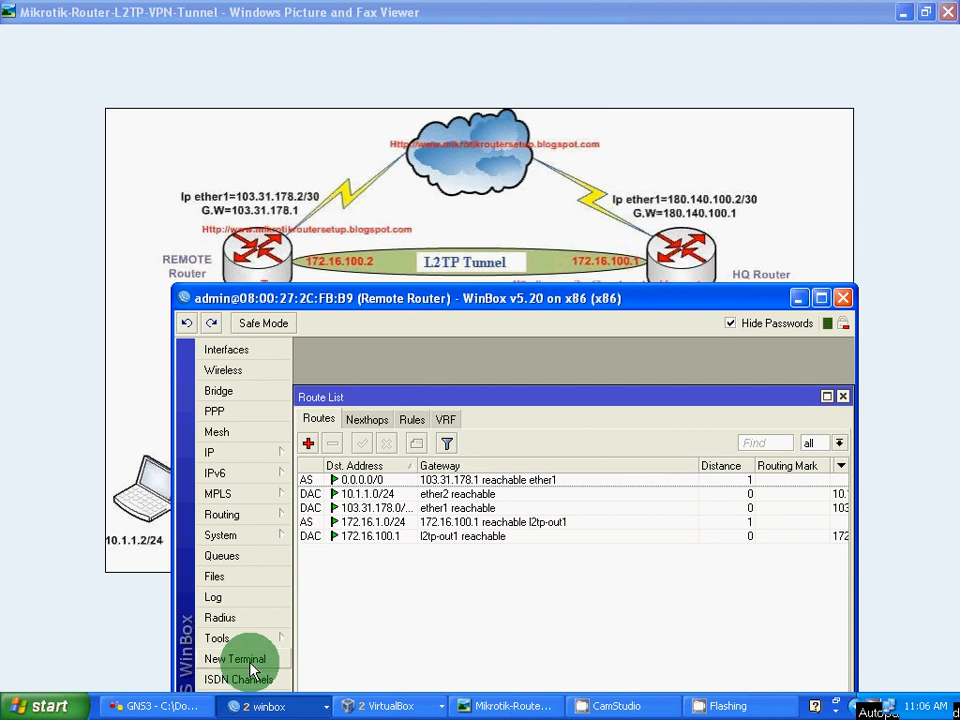 Mikrotik-Router-L2TP-VPN-Tunnel - Windows Picture and Fax Viewer
Http://www.mikrotikroutersetup.blogspot.com
Ip ether1=103.31.178.2/30
G.W=103.31.178.1
Ip ether1=180.140.100.2/30
G.W=180.140.100.1
Http://www.mikrotikroutersetup.blogspot.com
REMOTE
Router
172.16.100.2
L2TP Tunnel
172.16.100.1
HQ Router
admin@08:00:27:2C:FB:B9 (Remote Router) - WinBox v5.20 on x86 (x86)
Safe Mode
Hide Passwords
Interfaces
Wireless
Bridge
PPP
Mesh
IP
IPv6
MPLS
Routing
System
Queues
Files
Log
Radius
Tools
New Terminal
ISDN Channels
WinBox
Route List
Routes Nexthops Rules VRF
Find all
Dst. Address Gateway Distance Routing Mark
AS 0.0.0.0/0 103.31.178.1 reachable ether1 1
DAC 10.1.1.0/24 ether2 reachable 0 10.
DAC 103.31.178.0/... ether1 reachable 0 103
AS 172.16.1.0/24 172.16.100.1 reachable l2tp-out1 1
DAC 172.16.100.1 l2tp-out1 reachable 0 172
10.1.1.2/24
start
GNS3 - C:\Do...
2 winbox
2 VirtualBox
Mikrotik-Route...
CamStudio
Flashing
11:06 AM